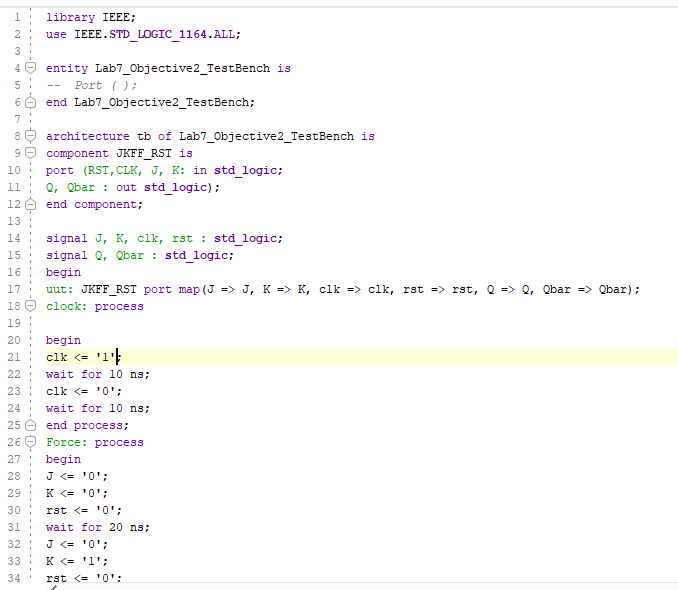 1 library IEEE;
2 use IEEE.STD_LOGIC_1164.ALL;
3
4 entity Lab7_Objective2_TestBench is
5 -- Port ( );
6 end Lab7_Objective2_TestBench;
7
8 architecture tb of Lab7_Objective2_TestBench is
9 component JKFF_RST is
10 port (RST,CLK, J, K: in std_logic;
11 Q, Qbar : out std_logic);
12 end component;
13
14 signal J, K, clk, rst : std_logic;
15 signal Q, Qbar : std_logic;
16 begin
17 uut: JKFF_RST port map(J => J, K => K, clk => clk, rst => rst, Q => Q, Qbar => Qbar);
18 clock: process
19
20 begin
21 clk <= '1';
22 wait for 10 ns;
23 clk <= '0';
24 wait for 10 ns;
25 end process;
26 Force: process
27 begin
28 J <= '0';
29 K <= '0';
30 rst <= '0';
31 wait for 20 ns;
32 J <= '0';
33 K <= '1';
34 rst <= '0';